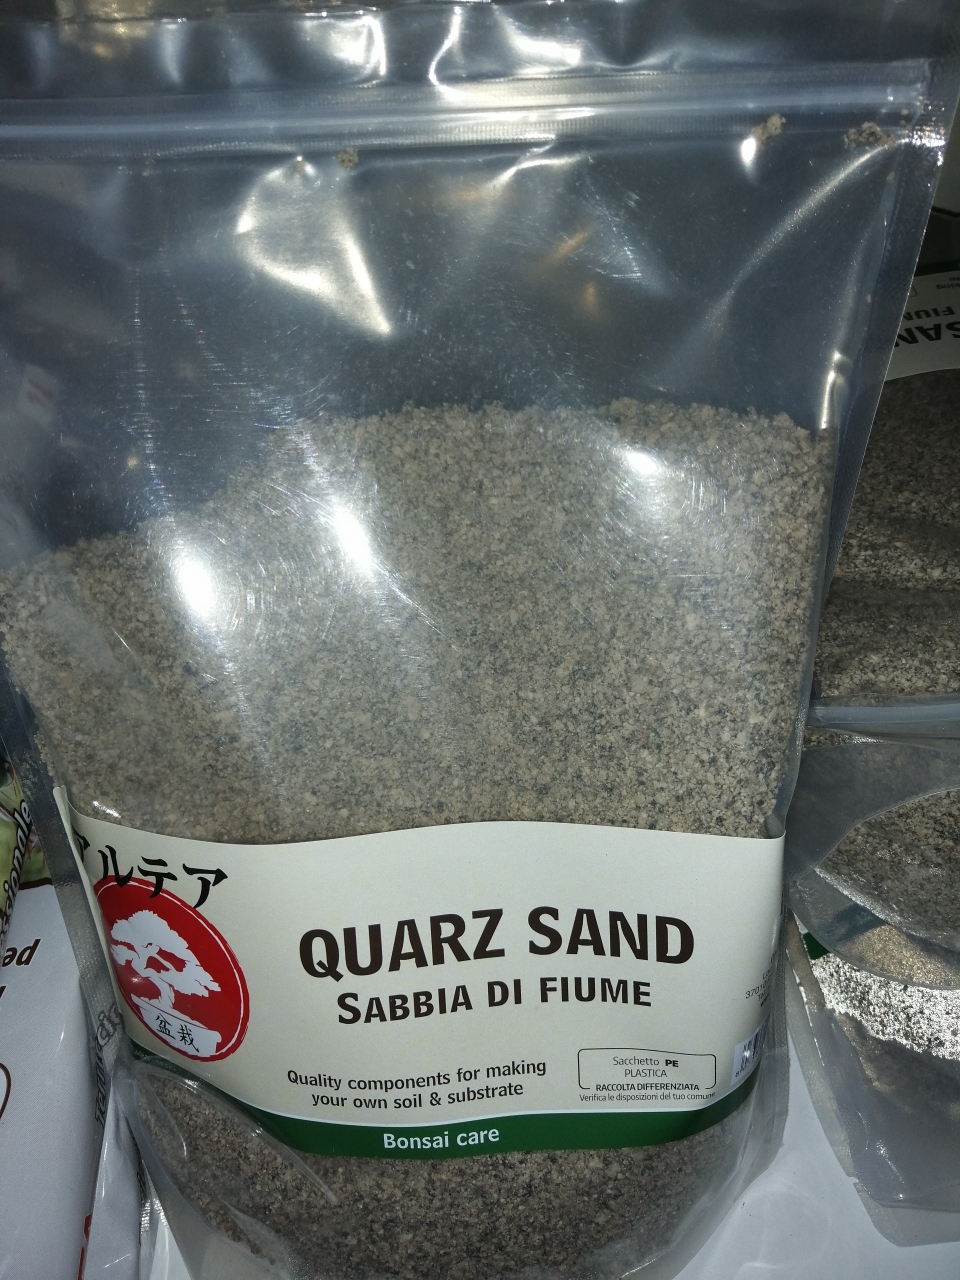 アルテア
盆栽
QUARZ SAND
SABBIA DI FIUME
Quality components for making
your own soil & substrate
Sacchetto PE
PLASTICA
RACCOLTA DIFFERENZIATA
Verifica le disposizioni del tuo comune
Bonsai care